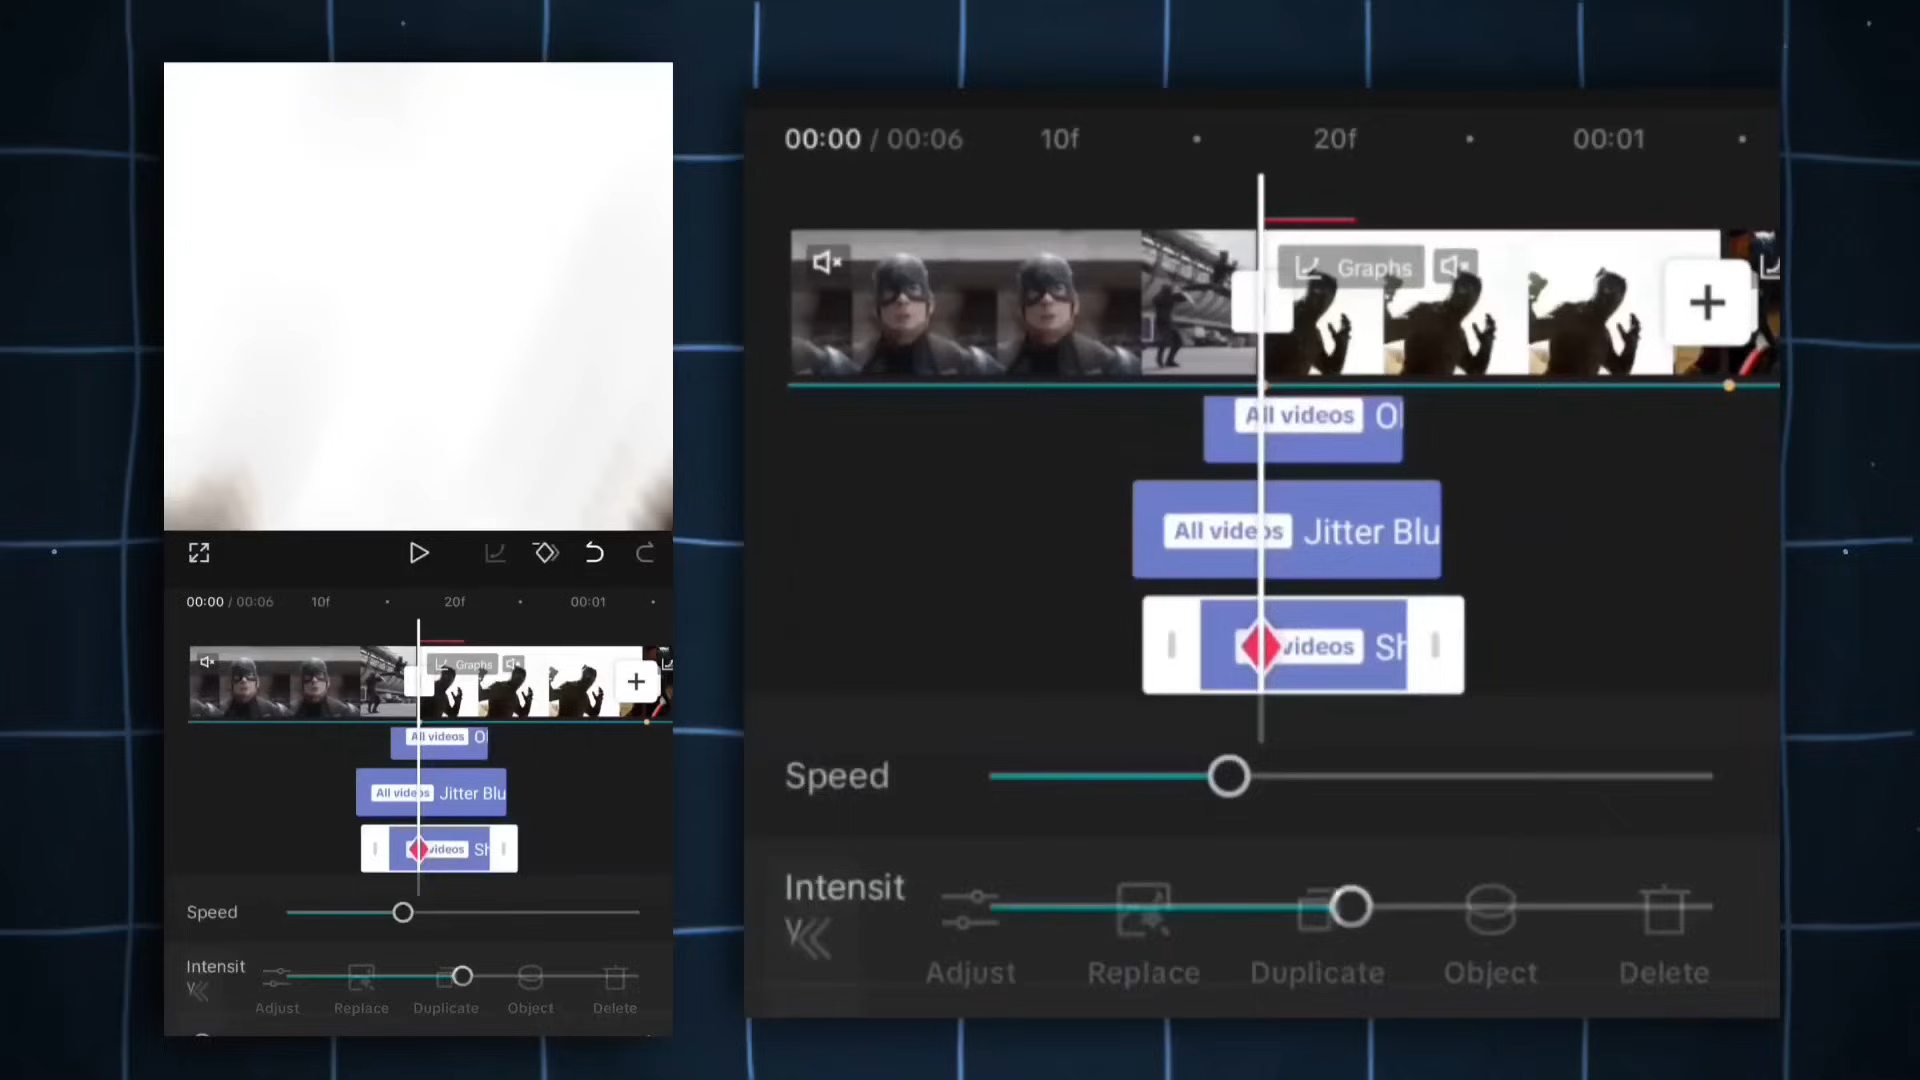 00:00 / 00:06 10f 20f 00:01
Graphs
All videos
All videos Jitter Blu
videos Sh
Speed
Intensit
y
Adjust Replace Duplicate Object Delete
00:00 / 00:06 10f 20f 00:01
Graphs
All videos
All videos Jitter Blu
videos Sh
Speed
Intensit
y
Adjust Replace Duplicate Object Delete